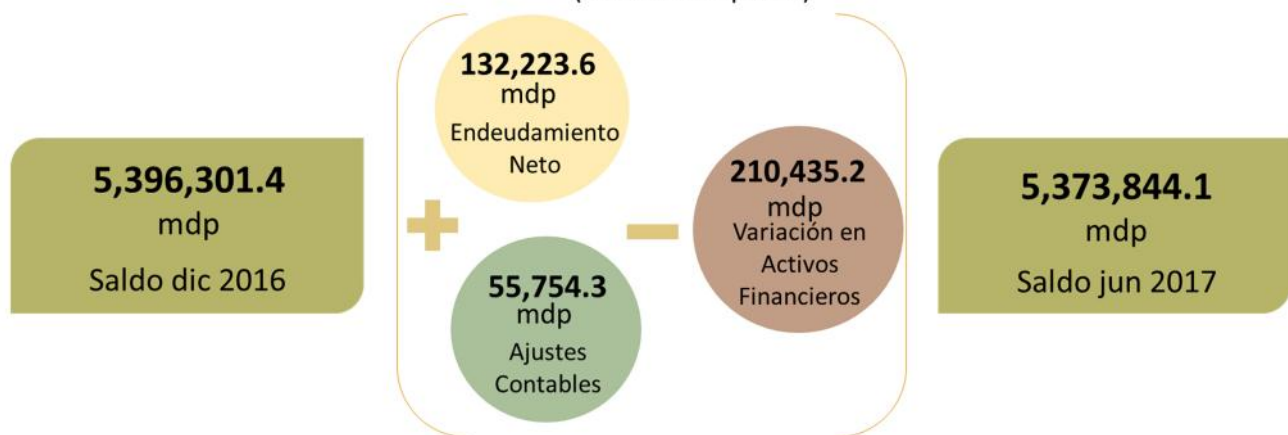 5,396,301.4
mdp
Saldo dic 2016
+
132,223.6
mdp
Endeudamiento
Neto
55,754.3
mdp
Ajustes
Contables
−
210,435.2
mdp
Variación en
Activos
Financieros
5,373,844.1
mdp
Saldo jun 2017